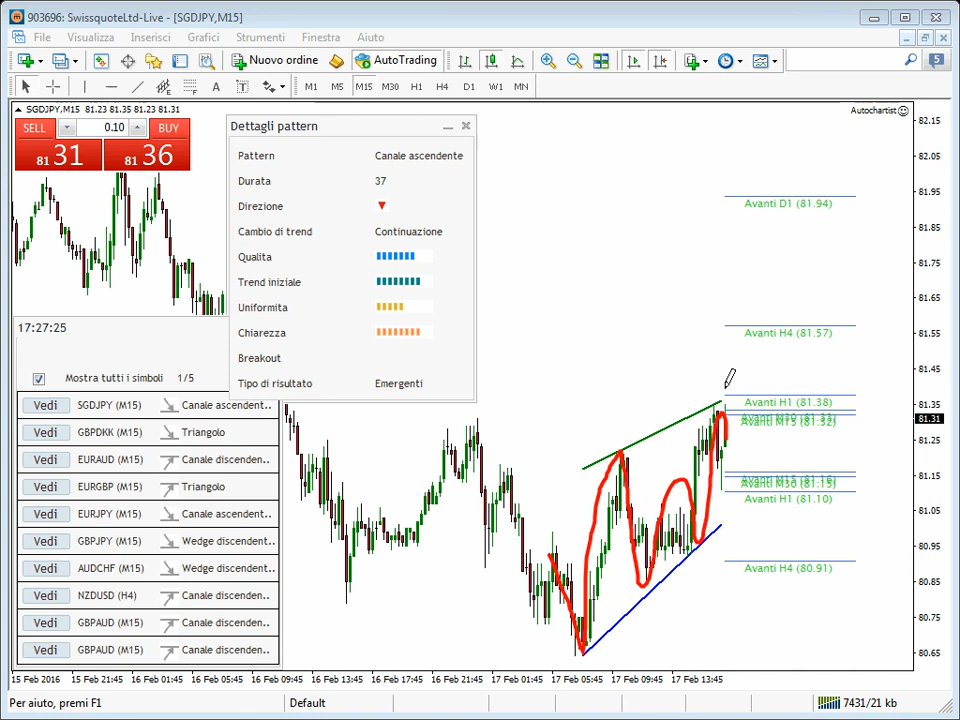 903696: SwissquoteLtd-Live - [SGDJPY,M15]
File Visualizza Inserisci Grafici Strumenti Finestra Aiuto
Nuovo ordine AutoTrading 5
A T M1 M5 M15 M30 H1 H4 D1 W1 MN
SGDJPY,M15 81.23 81.35 81.23 81.31
Autochartist
SELL 0.10 BUY
81 31 81 36
Dettagli pattern
Pattern Canale ascendente
Durata 37
Direzione
Cambio di trend Continuazione
Qualita
Trend iniziale
Uniformita
Chiarezza
Breakout
Tipo di risultato Emergenti
17:27:25
Mostra tutti i simboli 1/5
Vedi SGDJPY (M15) Canale ascendent..
Vedi GBPDKK (M15) Triangolo
Vedi EURAUD (M15) Canale discenden..
Vedi EURGBP (M15) Triangolo
Vedi EURJPY (M15) Canale ascendent..
Vedi GBPJPY (M15) Wedge discendent..
Vedi AUDCHF (M15) Wedge discendent..
Vedi NZDUSD (H4) Canale discenden..
Vedi GBPAUD (M15) Canale discenden..
Vedi GBPAUD (M15) Canale discenden..
Avanti D1 (81.94)
Avanti H4 (81.57)
Avanti H1 (81.38)
Avanti M15 (81.32)
Avanti H1 (81.10)
Avanti H4 (80.91)
82.15
82.05
81.95
81.85
81.75
81.65
81.55
81.45
81.35
81.31
81.25
81.15
81.05
80.95
80.85
80.75
80.65
15 Feb 2016 15 Feb 21:45 16 Feb 01:45 16 Feb 05:45 16 Feb 09:45 16 Feb 13:45 16 Feb 17:45 16 Feb 21:45 17 Feb 01:45 17 Feb 05:45 17 Feb 09:45 17 Feb 13:45
Per aiuto, premi F1 Default 7431/21 kb